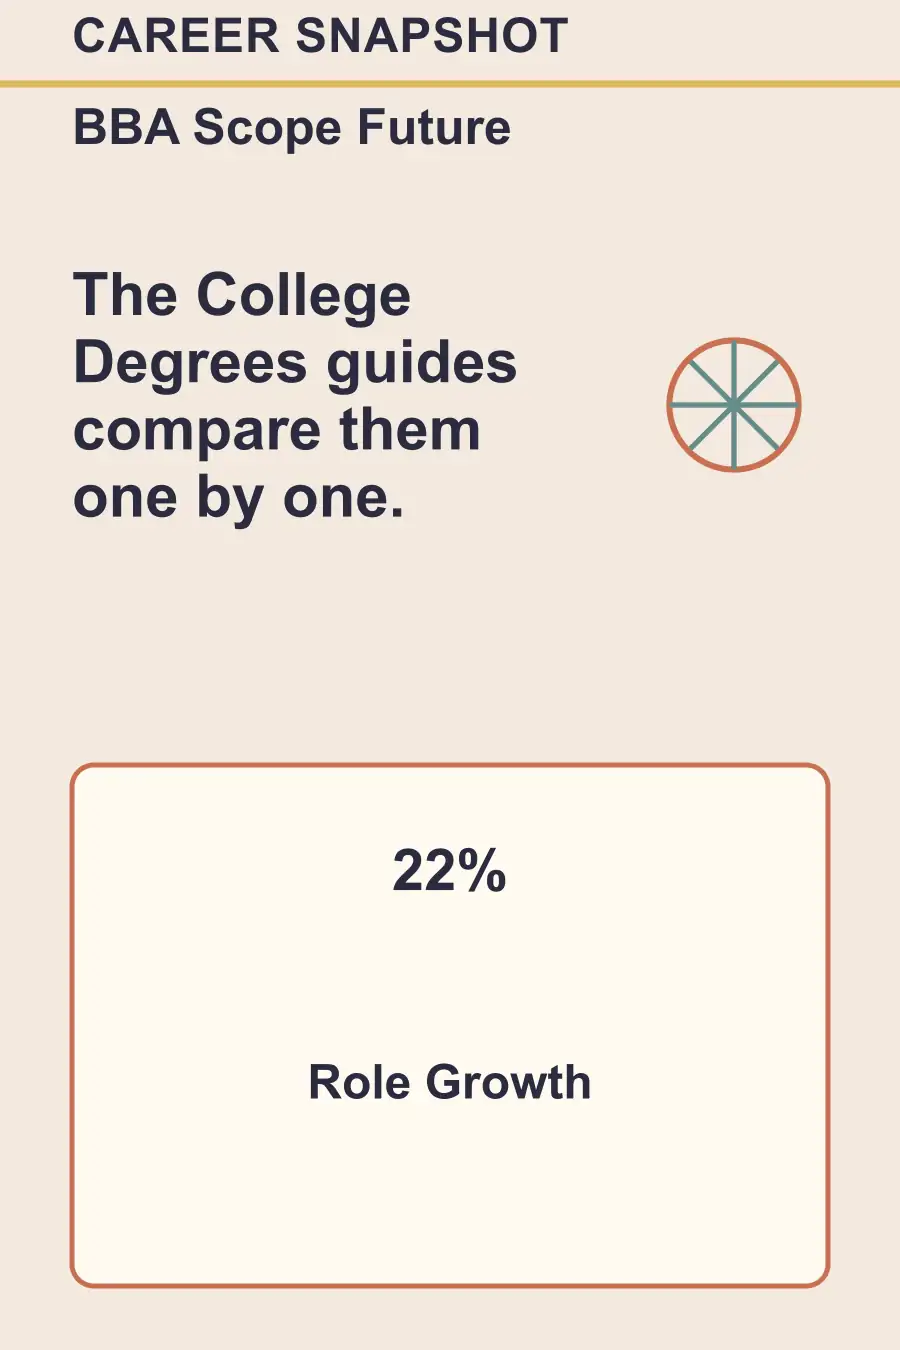 CAREER SNAPSHOT
BBA Scope Future
The College
Degrees guides
compare them
one by one.
22%
Role Growth